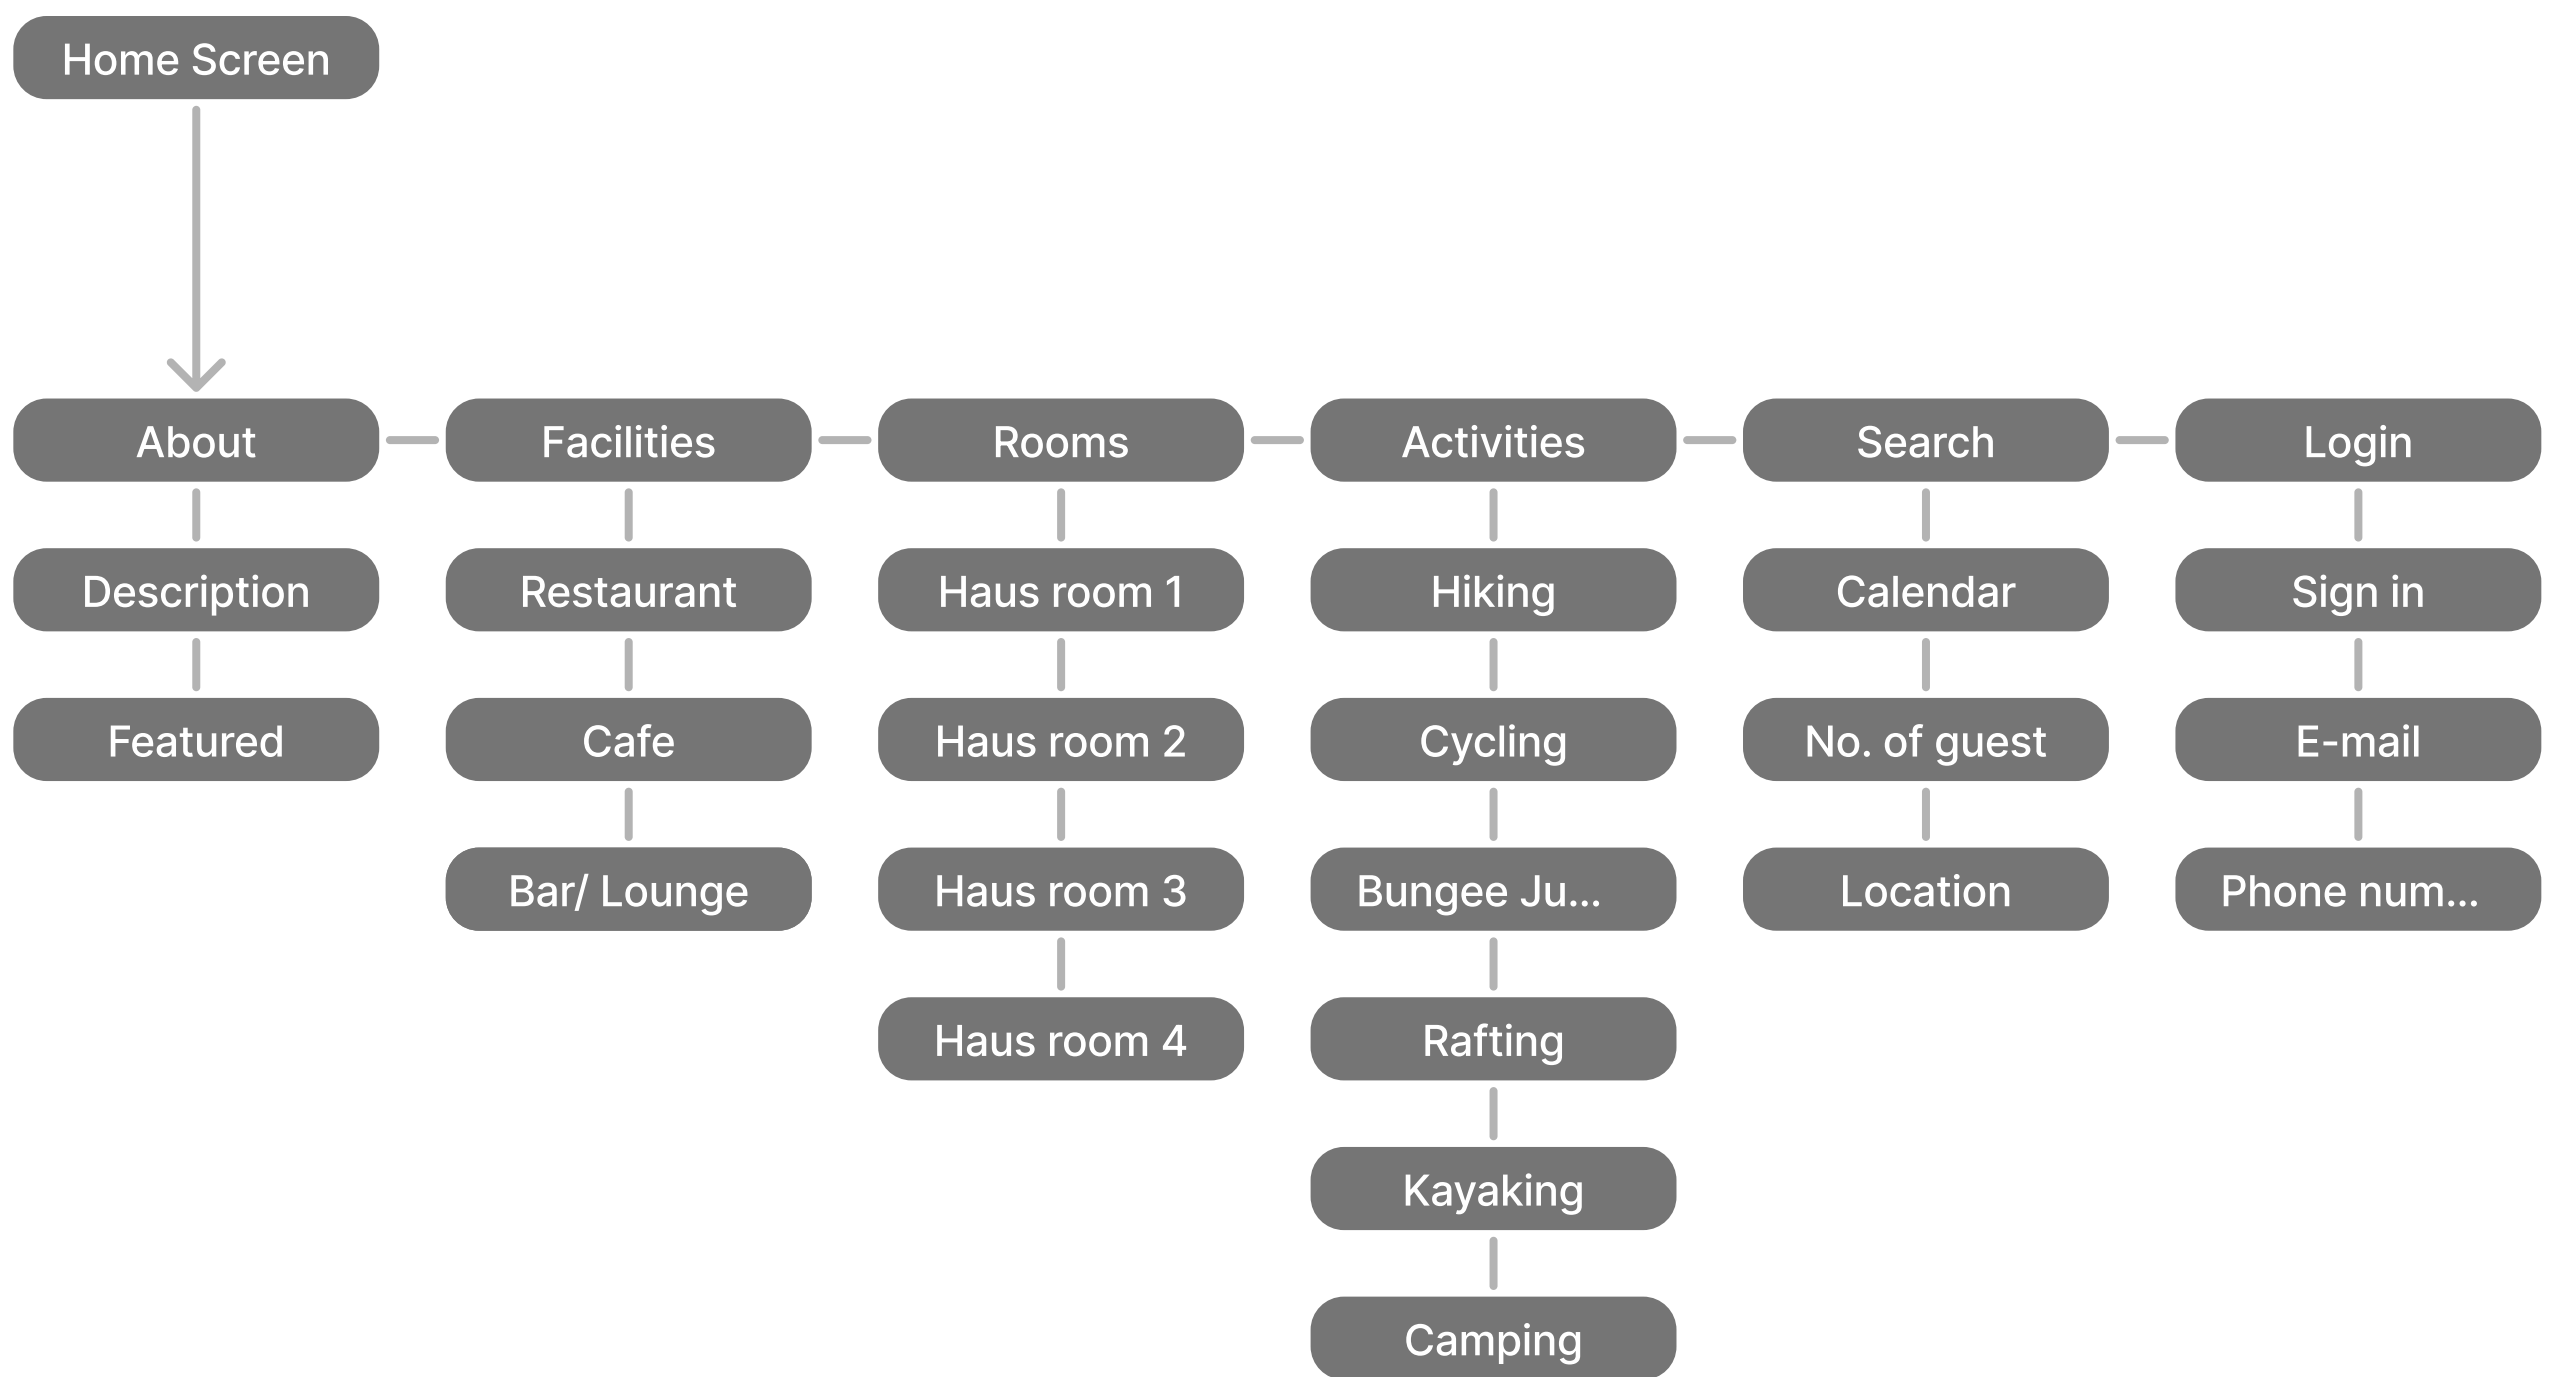 Home Screen
About
Facilities
Rooms
Activities
Search
Login
Description
Restaurant
Haus room 1
Hiking
Calendar
Sign in
Featured
Cafe
Haus room 2
Cycling
No. of guest
E-mail
Bar/ Lounge
Haus room 3
Bungee Ju...
Location
Phone num...
Haus room 4
Rafting
Kayaking
Camping